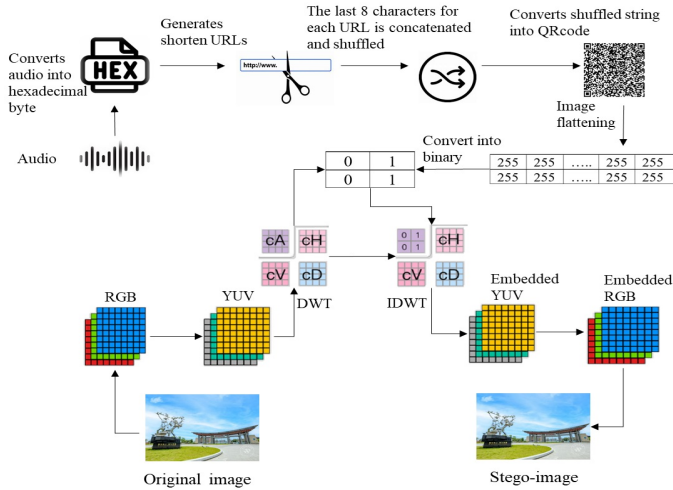 Generates
shorten URLs
The last 8 characters for
each URL is concatenated
and shuffled
Converts shuffled string
into QRcode
Converts
audio into
hexadecimal
byte
HEX
http://www.
Image
flattening
Audio
Convert into
binary
0 1
0 1
255 255 ..... 255 255
255 255 ..... 255 255
cA cH
cV cD
DWT
0 1
0 1
cH
cV cD
IDWT
RGB
YUV
Embedded
YUV
Embedded
RGB
Original image
Stego-image